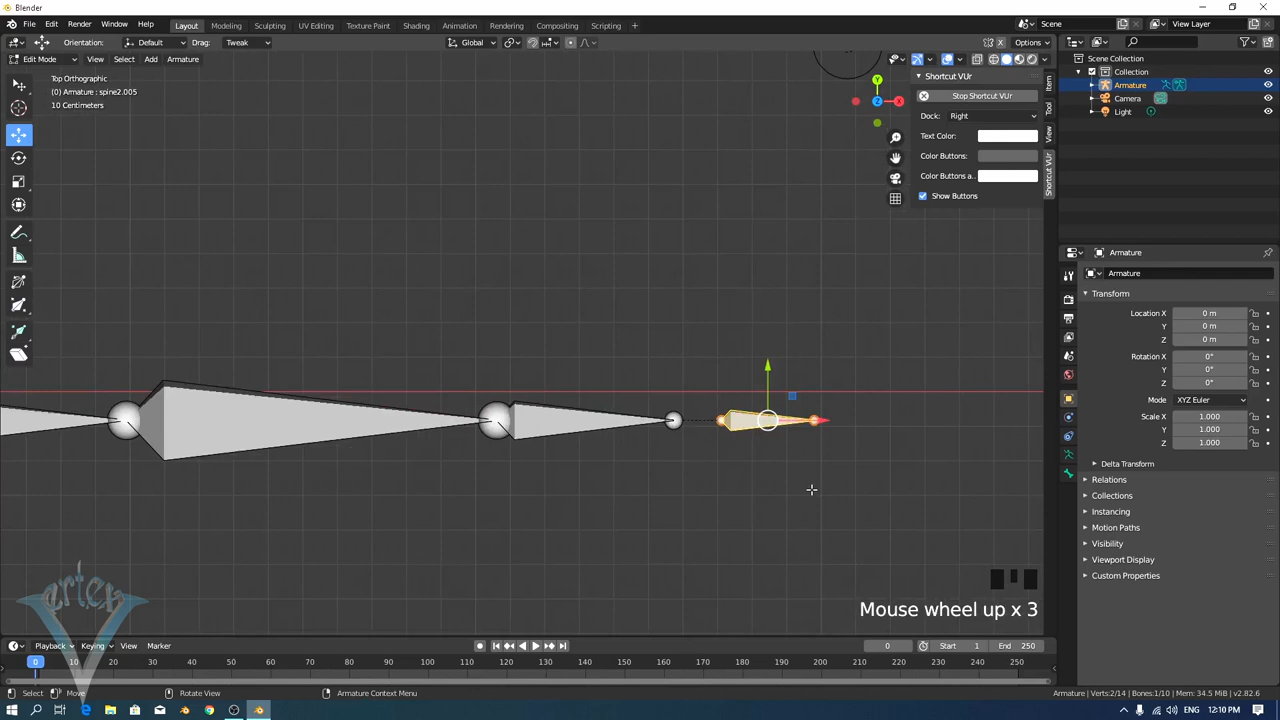 Blender
File Edit Render Window Help Layout Modeling Sculpting UV Editing Texture Paint Shading Animation Rendering Compositing Scripting + Scene View Layer
Orientation: Default Drag: Tweak Global Options
Edit Mode View Select Add Armature
Top Orthographic
(0) Armature : spine2.005
10 Centimeters
Y
X
Z
Shortcut VUr
Stop Shortcut VUr
Dock: Right
Text Color:
Color Buttons:
Color Buttons a..
Show Buttons
Item
Tool
View
Shortcut VUr
Scene Collection
Collection
Armature
Camera
Light
Armature
Armature
Transform
Location X 0 m
Y 0 m
Z 0 m
Rotation X 0°
Y 0°
Z 0°
Mode XYZ Euler
Scale X 1.000
Y 1.000
Z 1.000
Delta Transform
Relations
Collections
Instancing
Motion Paths
Visibility
Viewport Display
Custom Properties
Mouse wheel up x 3
Vertex
Playback Keying View Marker 0 Start 1 End 250
0 10 20 30 40 50 60 70 80 90 100 110 120 130 140 150 160 170 180 190 200 210 220 230 240 250
Select Move Rotate View Armature Context Menu Armature | Verts:2/14 | Bones:1/10 | Mem: 34.5 MiB | v2.82.6
ENG 12:10 PM